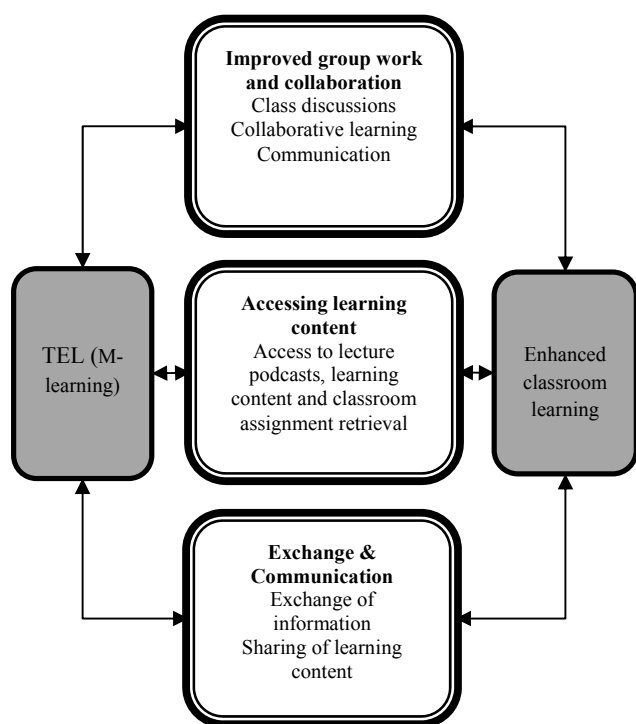 Improved group work
and collaboration
Class discussions
Collaborative learning
Communication
TEL (M-
learning)
Accessing learning
content
Access to lecture
podcasts, learning
content and classroom
assignment retrieval
Enhanced
classroom
learning
Exchange &
Communication
Exchange of
information
Sharing of learning
content